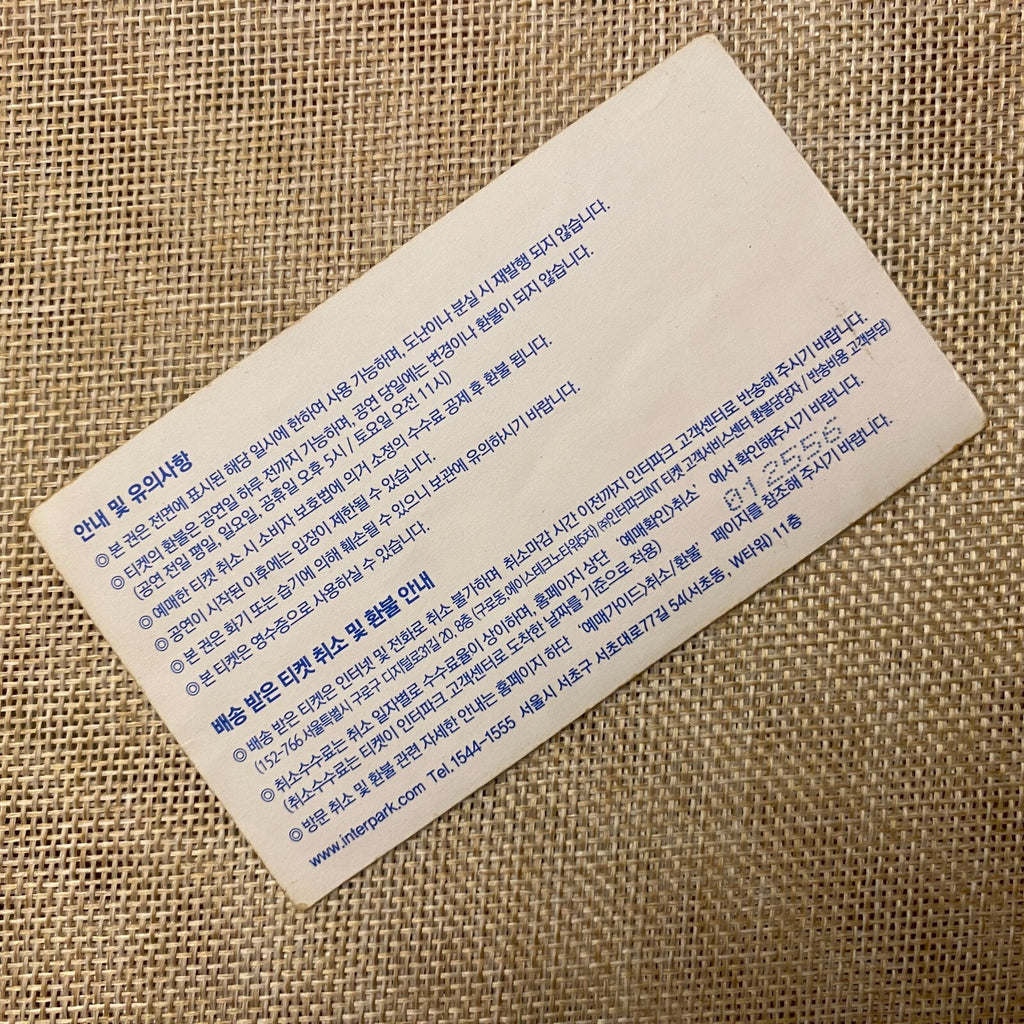 안내 및 유의사항
◎ 본 권은 전면에 표시된 해당 일시에 한하여 사용 가능하며, 도난이나 분실 시 재발행 되지 않습니다.
◎ 티켓의 환불은 공연일 하루 전까지 가능하며, 공연 당일에는 변경이나 환불이 되지 않습니다.
(공연 전일 평일, 일요일, 공휴일 오후 5시 / 토요일 오전 11시)
◎ 예매한 티켓 취소 시 소비자 보호법에 의거 소정의 수수료 공제 후 환불 됩니다.
◎ 공연이 시작된 이후에는 입장이 제한될 수 있습니다.
◎ 본 권은 화기 또는 습기에 의해 훼손될 수 있으니 보관에 유의하시기 바랍니다.
◎ 본 티켓은 영수증으로 사용하실 수 있습니다.
배송 받은 티켓 취소 및 환불 안내
◎ 배송 받은 티켓은 인터넷 및 전화로 취소 불가하며 취소마감 시간 이전까지 인터파크 고객센터로 반송해 주시기 바랍니다.
(152-766 서울특별시 구로구 디지털로31길 20, 8층 (구로동,에이스테크노타워5차) ㈜인터파크INT 티켓 고객서비스센터 환불담당자 / 반송비용 고객부담)
◎ 취소수수료는 취소 일자별로 수수료율이 상이하며, 홈페이지 상단 '예매확인>취소' 에서 확인해주시기 바랍니다.
(취소수수료는 티켓이 인터파크 고객센터로 도착한 날짜를 기준으로 적용)
◎ 방문 취소 및 환불 관련 자세한 안내는 홈페이지 하단 '예매가이드>취소/환불' 페이지를 참조해 주시기 바랍니다.
www.interpark.com Tel.1544-1555 서울시 서초구 서초대로77길 54(서초동, W타워) 11층
01 2556